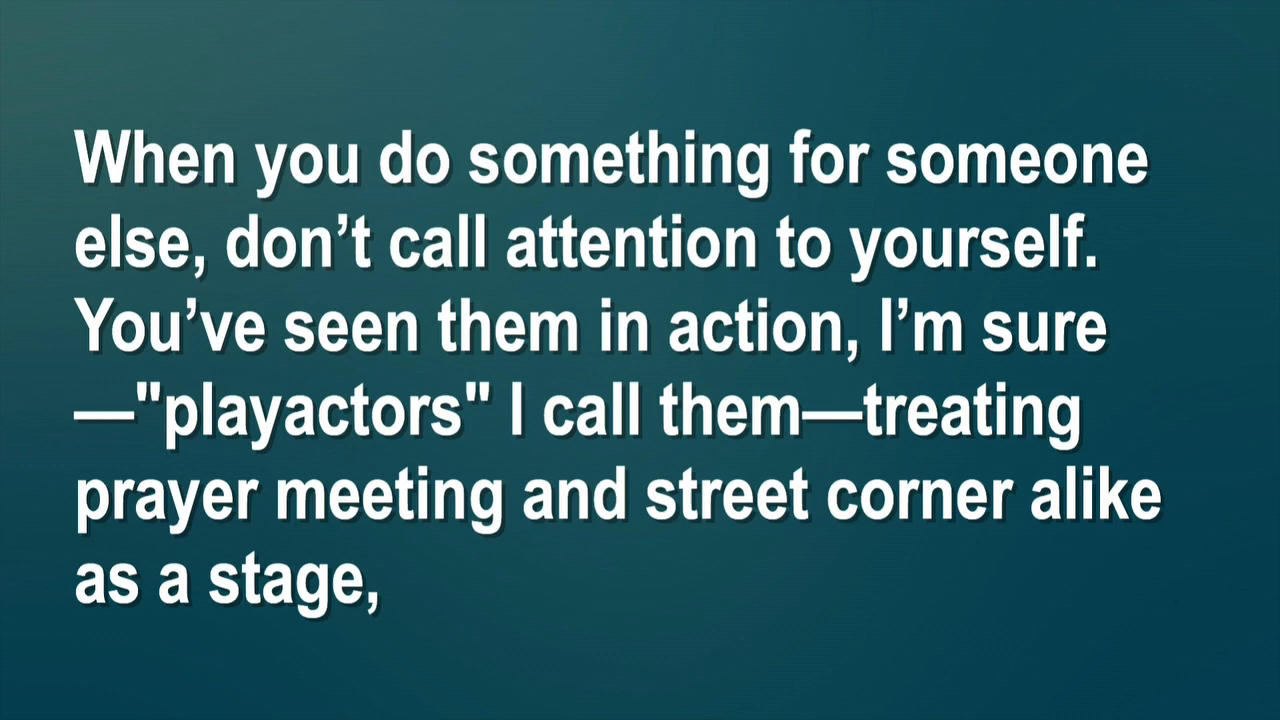 When you do something for someone
else, don’t call attention to yourself.
You’ve seen them in action, I’m sure
—"playactors" I call them—treating
prayer meeting and street corner alike
as a stage,